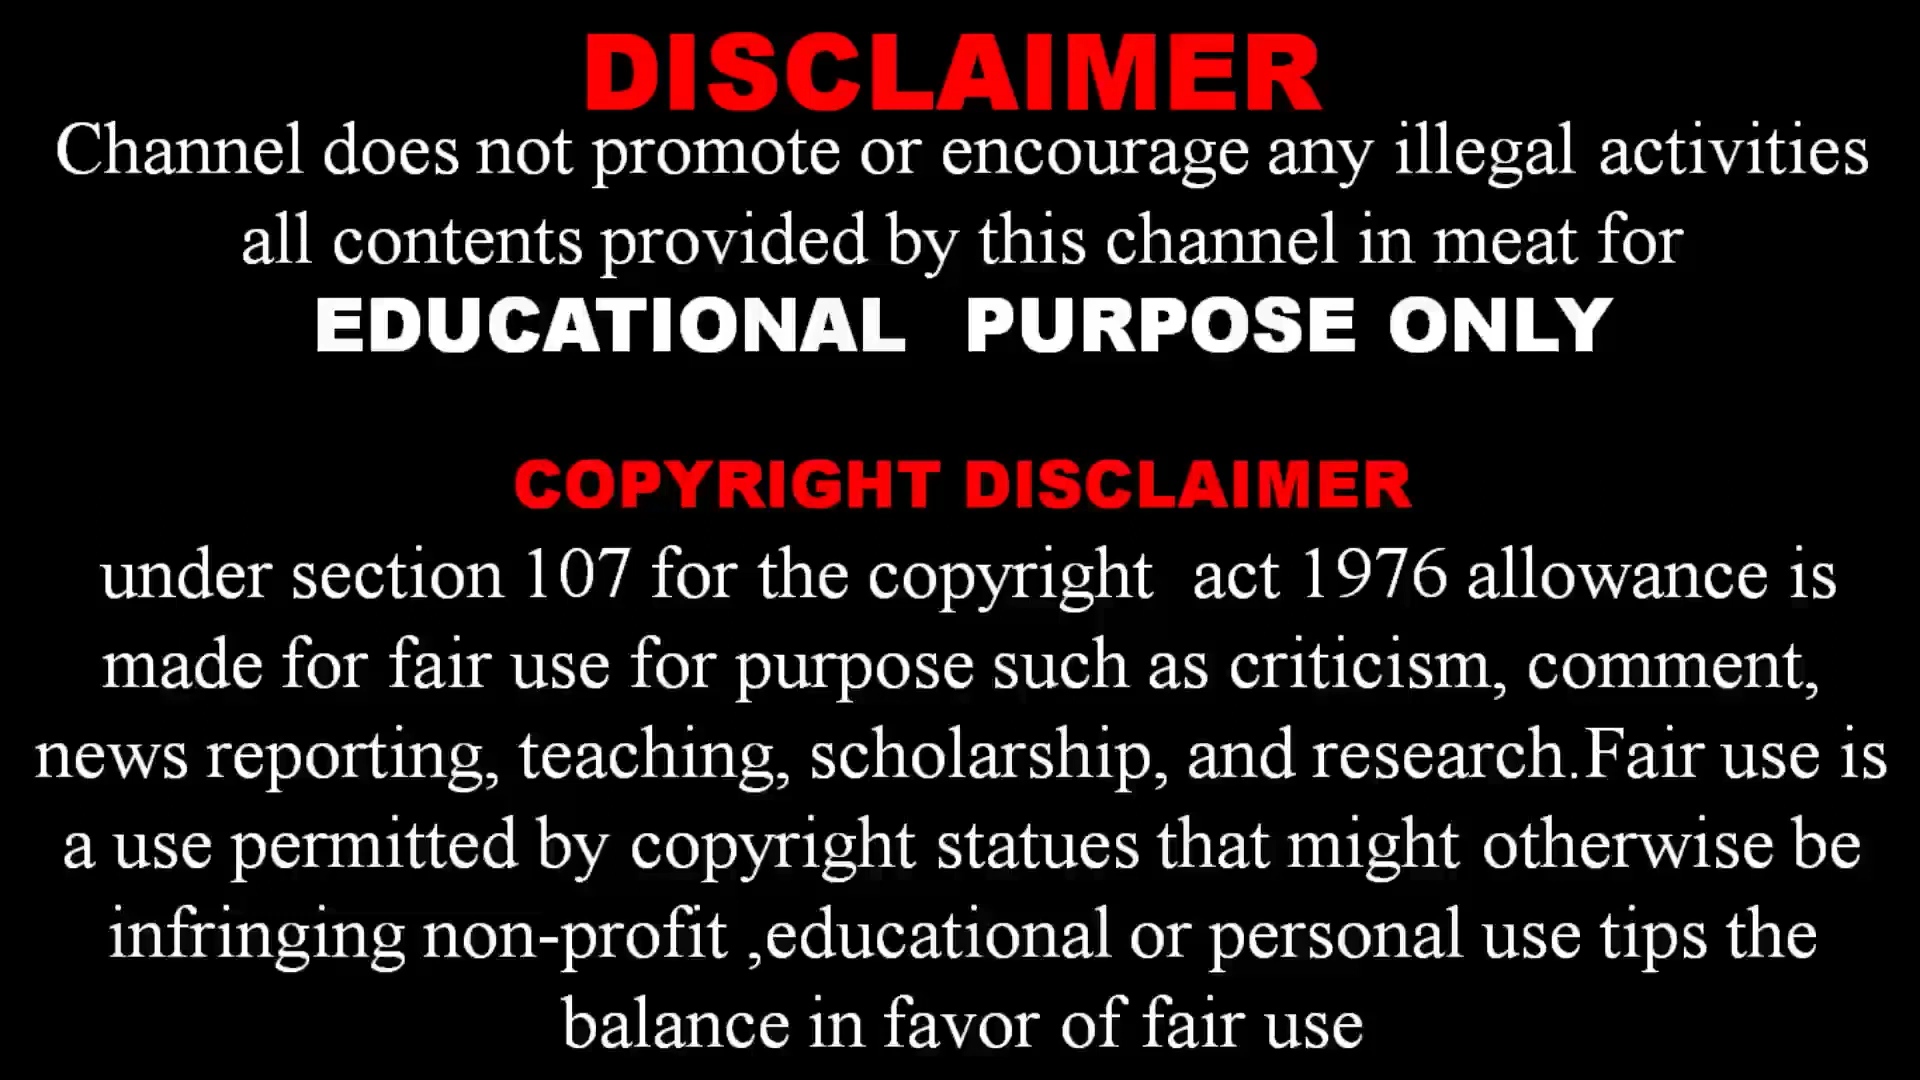 DISCLAIMER
Channel does not promote or encourage any illegal activities
all contents provided by this channel in meat for
EDUCATIONAL PURPOSE ONLY
COPYRIGHT DISCLAIMER
under section 107 for the copyright act 1976 allowance is
made for fair use for purpose such as criticism, comment,
news reporting, teaching, scholarship, and research.Fair use is
a use permitted by copyright statues that might otherwise be
infringing non-profit ,educational or personal use tips the
balance in favor of fair use